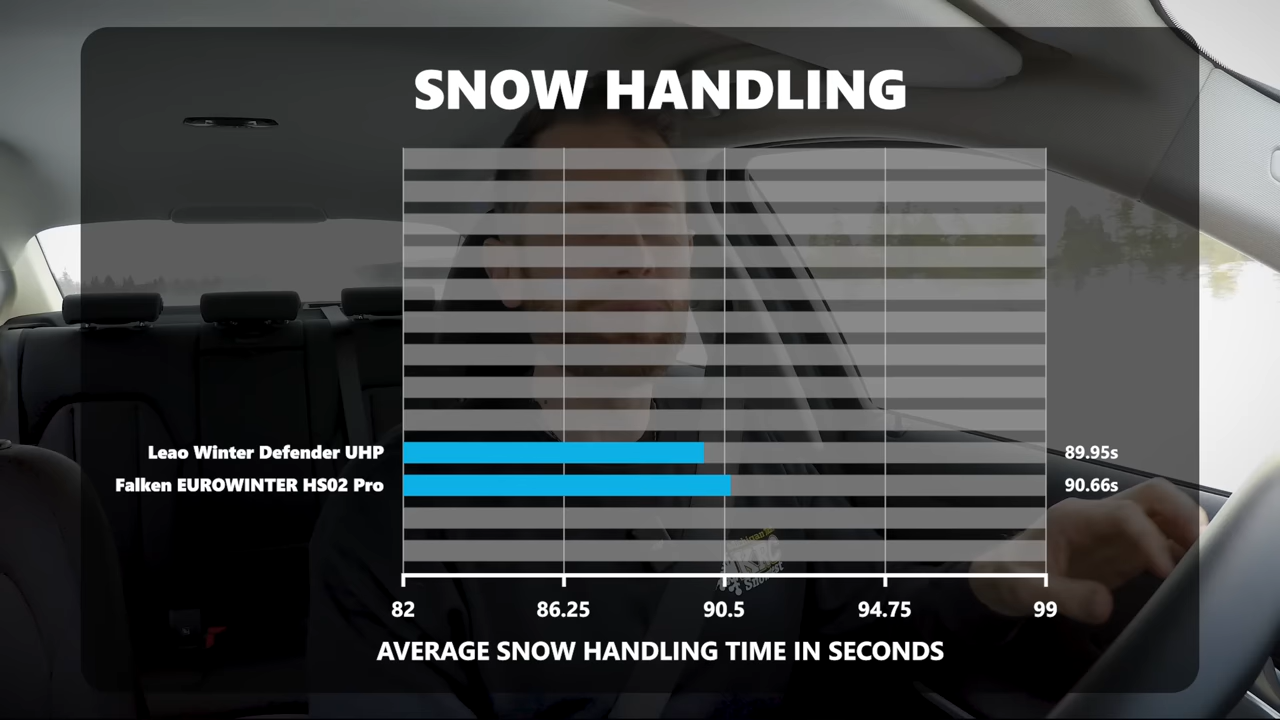 SNOW HANDLING
Leao Winter Defender UHP 89.95s
Falken EUROWINTER HS02 Pro 90.66s
82 86.25 90.5 94.75 99
AVERAGE SNOW HANDLING TIME IN SECONDS